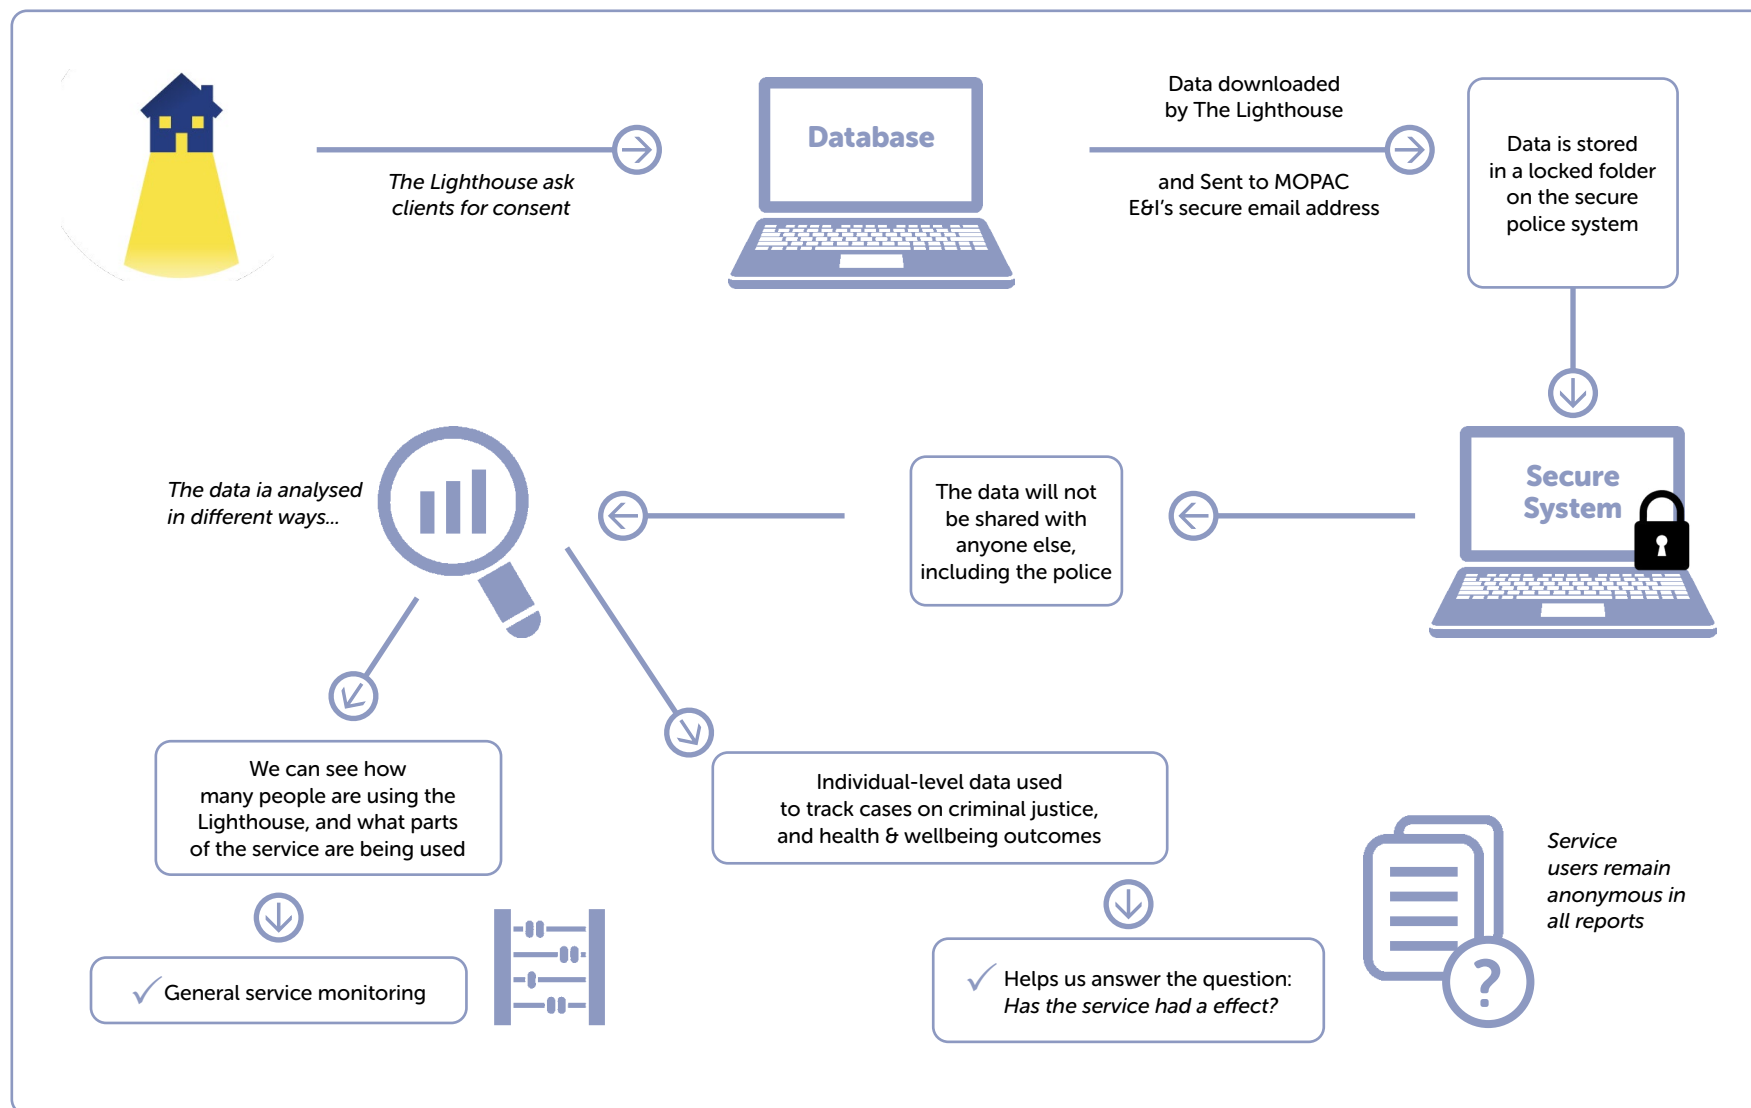 The Lighthouse ask
clients for consent
Database
Data downloaded
by The Lighthouse
and Sent to MOPAC
E&I's secure email address
Data is stored
in a locked folder
on the secure
police system
Secure
System
The data will not
be shared with
anyone else,
including the police
The data ia analysed
in different ways...
We can see how
many people are using the
Lighthouse, and what parts
of the service are being used
General service monitoring
Individual-level data used
to track cases on criminal justice,
and health & wellbeing outcomes
Helps us answer the question:
Has the service had a effect?
?
Service
users remain
anonymous in
all reports